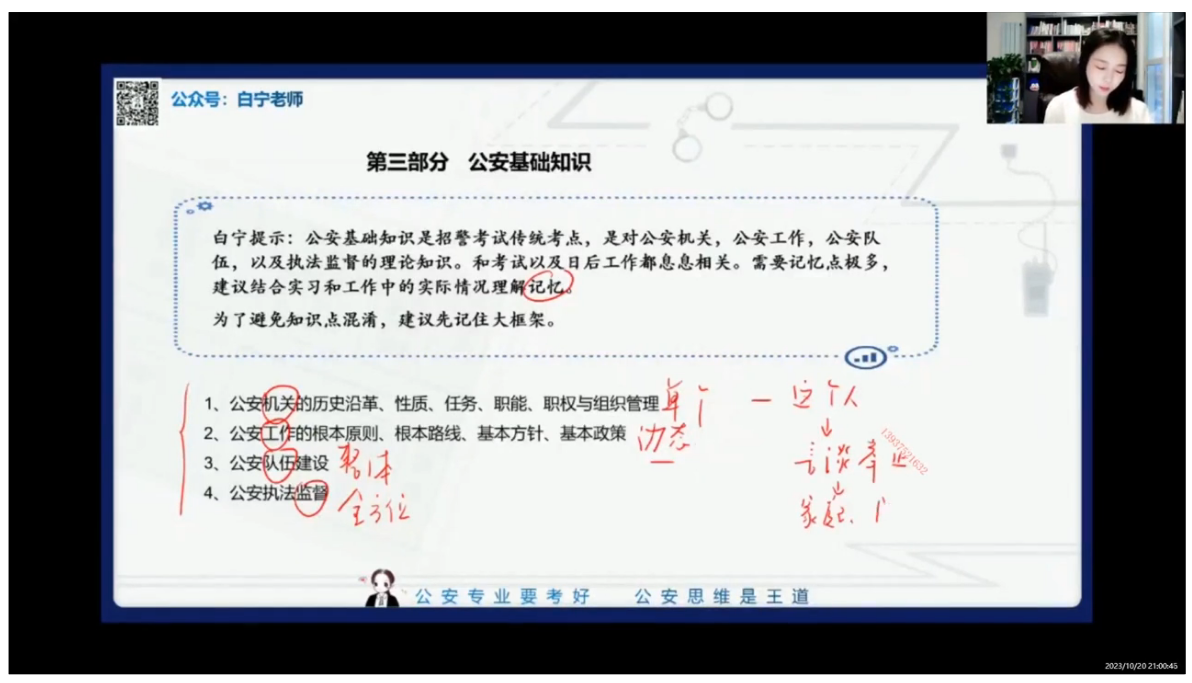 公众号：白宁老师
第三部分 公安基础知识
白宁提示：公安基础知识是招警考试传统考点，是对公安机关，公安工作，公安队
伍，以及执法监督的理论知识。和考试以及日后工作都息息相关。需要记忆点极多，
建议结合实习和工作中的实际情况理解记忆。
为了避免知识点混淆，建议先记住大框架。
1、公安机关的历史沿革、性质、任务、职能、职权与组织管理 单个 — 这个人
2、公安工作的根本原则、根本路线、基本方针、基本政策 动态
3、公安队伍建设 整体 言谈举止
4、公安执法监督 全方位 家庭、
公安专业要考好 公安思维是王道
2023/10/20 21:00:45